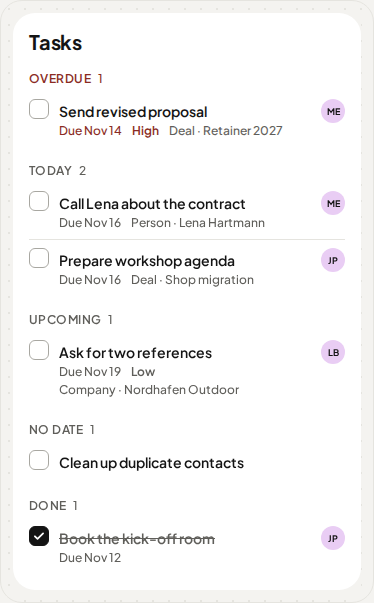 Tasks
OVERDUE 1
Send revised proposal ME
Due Nov 14 High Deal · Retainer 2027
TODAY 2
Call Lena about the contract ME
Due Nov 16 Person · Lena Hartmann
Prepare workshop agenda JP
Due Nov 16 Deal · Shop migration
UPCOMING 1
Ask for two references LB
Due Nov 19 Low
Company · Nordhafen Outdoor
NO DATE 1
Clean up duplicate contacts
DONE 1
Book the kick-off room JP
Due Nov 12